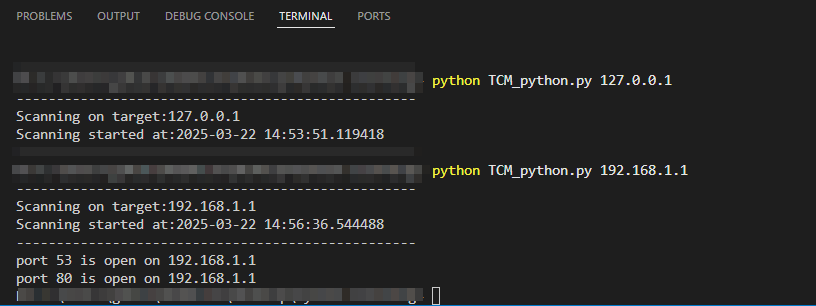 PROBLEMS OUTPUT DEBUG CONSOLE TERMINAL PORTS
python TCM_python.py 127.0.0.1
--------------------------------------------------
Scanning on target:127.0.0.1
Scanning started at:2025-03-22 14:53:51.119418
python TCM_python.py 192.168.1.1
--------------------------------------------------
Scanning on target:192.168.1.1
Scanning started at:2025-03-22 14:56:36.544488
--------------------------------------------------
port 53 is open on 192.168.1.1
port 80 is open on 192.168.1.1